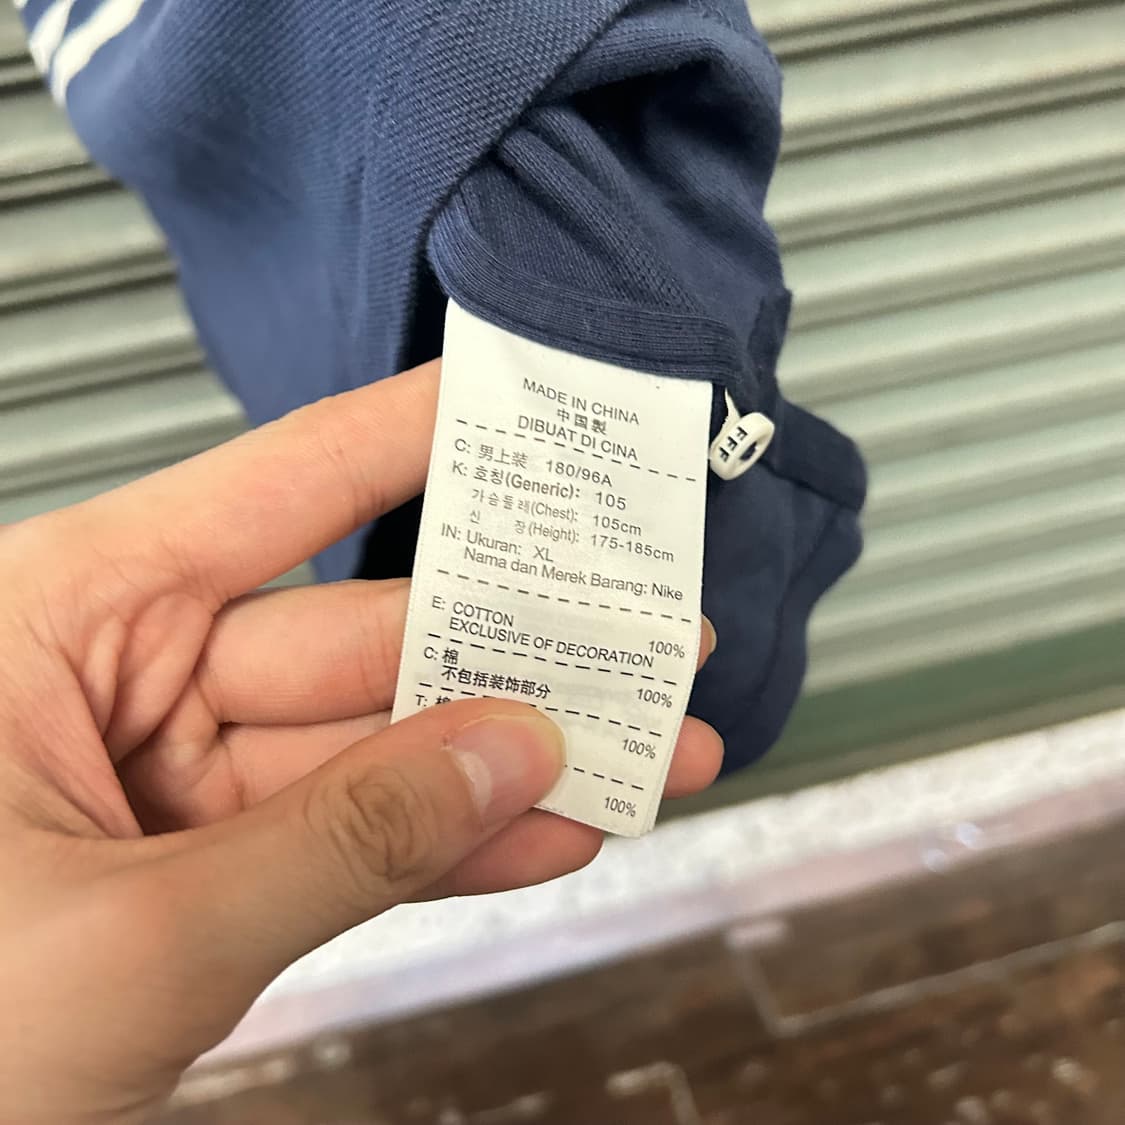 MADE IN CHINA
中国製
DIBUAT DI CINA
C: 男上装 180/96A
K: 호칭(Generic): 105
가슴둘레(Chest): 105cm
신 장(Height): 175-185cm
IN: Ukuran: XL
Nama dan Merek Barang: Nike
E: COTTON 100%
EXCLUSIVE OF DECORATION
C: 棉 100%
不包括装饰部分
T: 棉 100%
100%
FFF